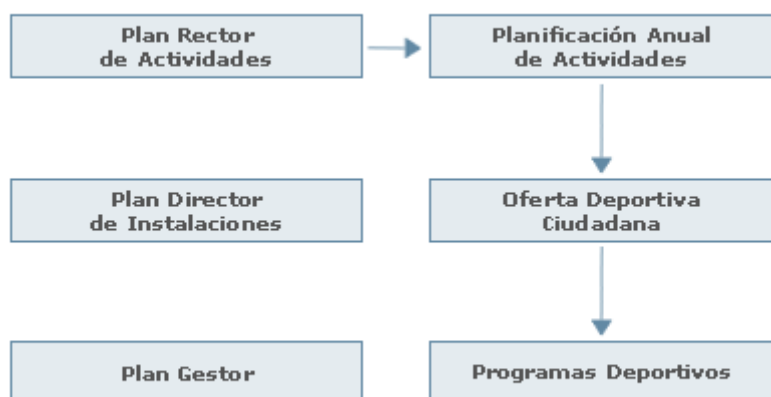 Plan Rector
de Actividades
Planificación Anual
de Actividades
Plan Director
de Instalaciones
Oferta Deportiva
Ciudadana
Plan Gestor
Programas Deportivos